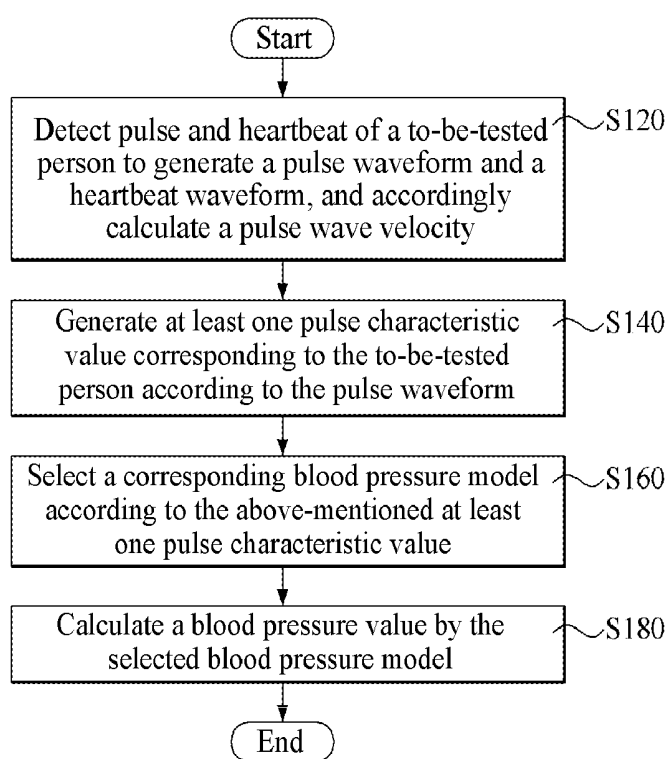 Start
Detect pulse and heartbeat of a to-be-tested
person to generate a pulse waveform and a
heartbeat waveform, and accordingly
calculate a pulse wave velocity
S120
Generate at least one pulse characteristic
value corresponding to the to-be-tested
person according to the pulse waveform
S140
Select a corresponding blood pressure model
according to the above-mentioned at least
one pulse characteristic value
S160
Calculate a blood pressure value by the
selected blood pressure model
S180
End